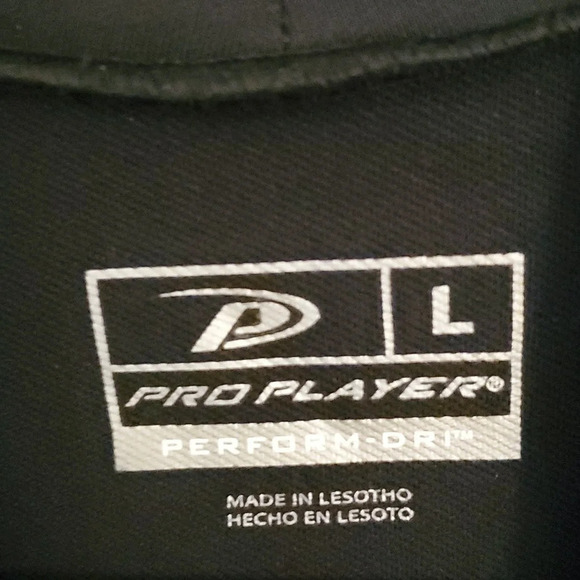 P L
PRO PLAYER®
PERFORM-DRI™
MADE IN LESOTHO
HECHO EN LESOTO